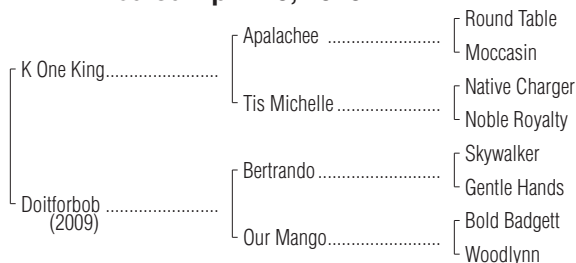 K One King
Doitforbob
(2009)
Apalachee
Tis Michelle
Bertrando
Our Mango
Round Table
Moccasin
Native Charger
Noble Royalty
Skywalker
Gentle Hands
Bold Badgett
Woodlynn